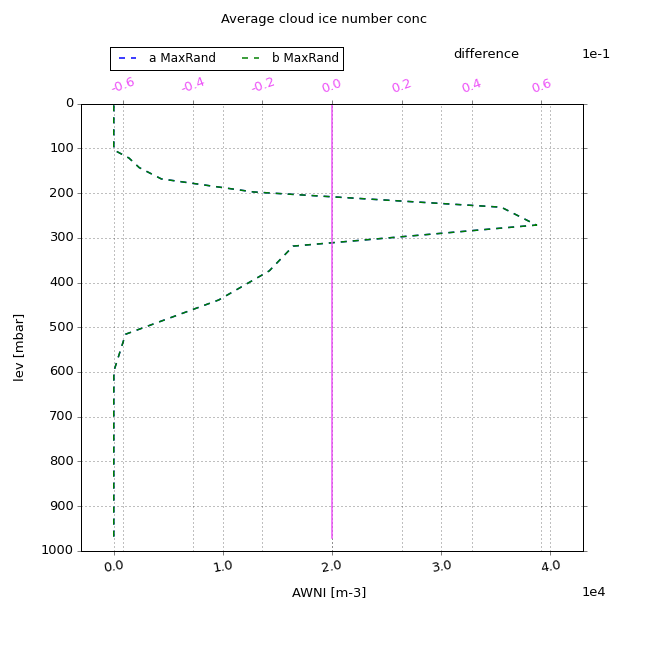 Average cloud ice number conc
a MaxRand b MaxRand
difference 1e-1
-0.6 -0.4 -0.2 0.0 0.2 0.4 0.6
0
100
200
300
400
500
600
700
800
900
1000
lev [mbar]
0.0 1.0 2.0 3.0 4.0
AWNI [m-3] 1e4